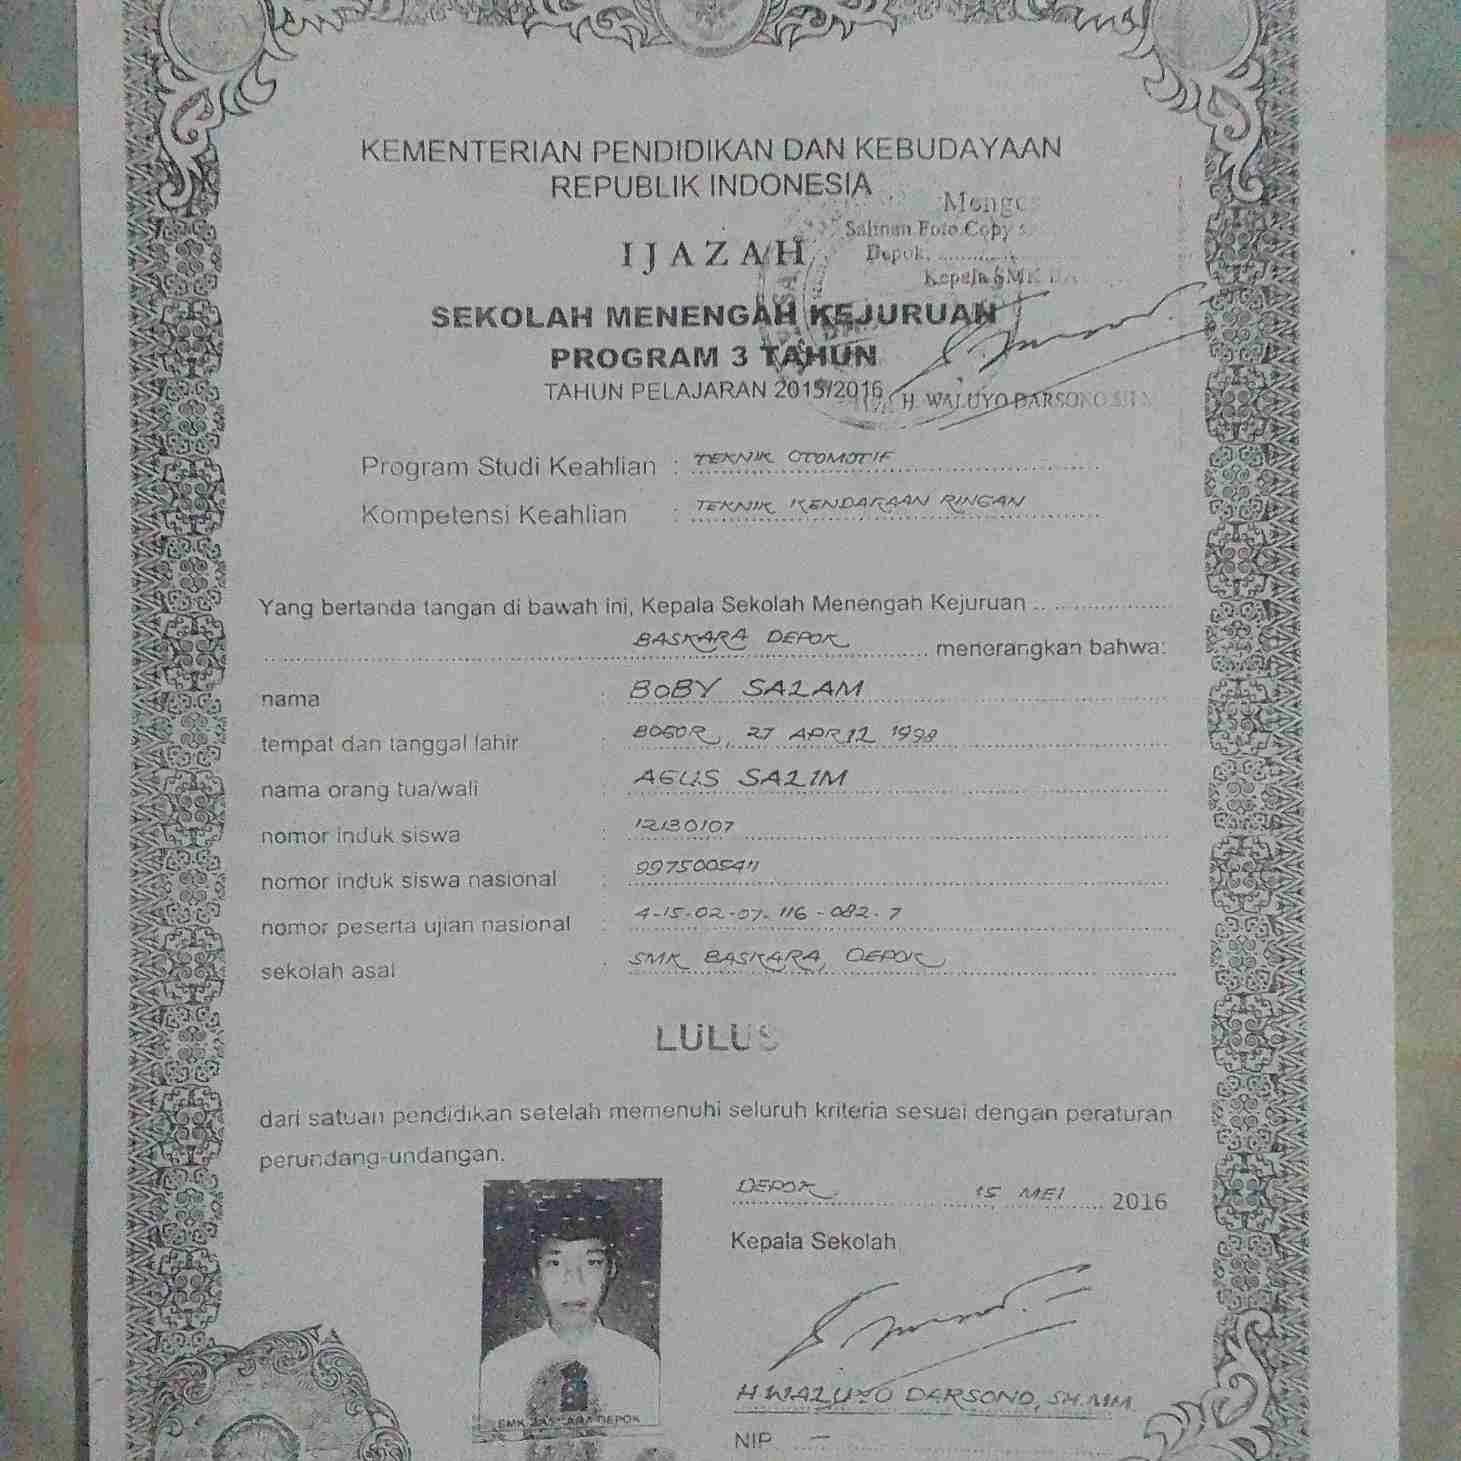 KEMENTERIAN PENDIDIKAN DAN KEBUDAYAAN
REPUBLIK INDONESIA
Salinan Foto Copy
Depok, ..................
Kepala SMK
IJAZAH
SEKOLAH MENENGAH KEJURUAN
PROGRAM 3 TAHUN
TAHUN PELAJARAN 2015/2016
H. WALUYO DARSONO
Program Studi Keahlian : TEKNIK OTOMOTIF
Kompetensi Keahlian : TEKNIK KENDARAAN RINGAN
Yang bertanda tangan di bawah ini, Kepala Sekolah Menengah Kejuruan
BASKARA DEPOK menerangkan bahwa:
nama : BOBY SALAM
tempat dan tanggal lahir : BOGOR, 27 APRIL 1998
nama orang tua/wali : AGUS SALIM
nomor induk siswa : 12130107
nomor induk siswa nasional : 9975005411
nomor peserta ujian nasional : 4-15-02-07-116-082-7
sekolah asal : SMK BASKARA, DEPOK
LULUS
dari satuan pendidikan setelah memenuhi seluruh kriteria sesuai dengan peraturan
perundang-undangan.
DEPOK, 15 MEI 2016
Kepala Sekolah
H. WALUYO DARSONO, SH.MM
SMK BASKARA DEPOK
NIP –